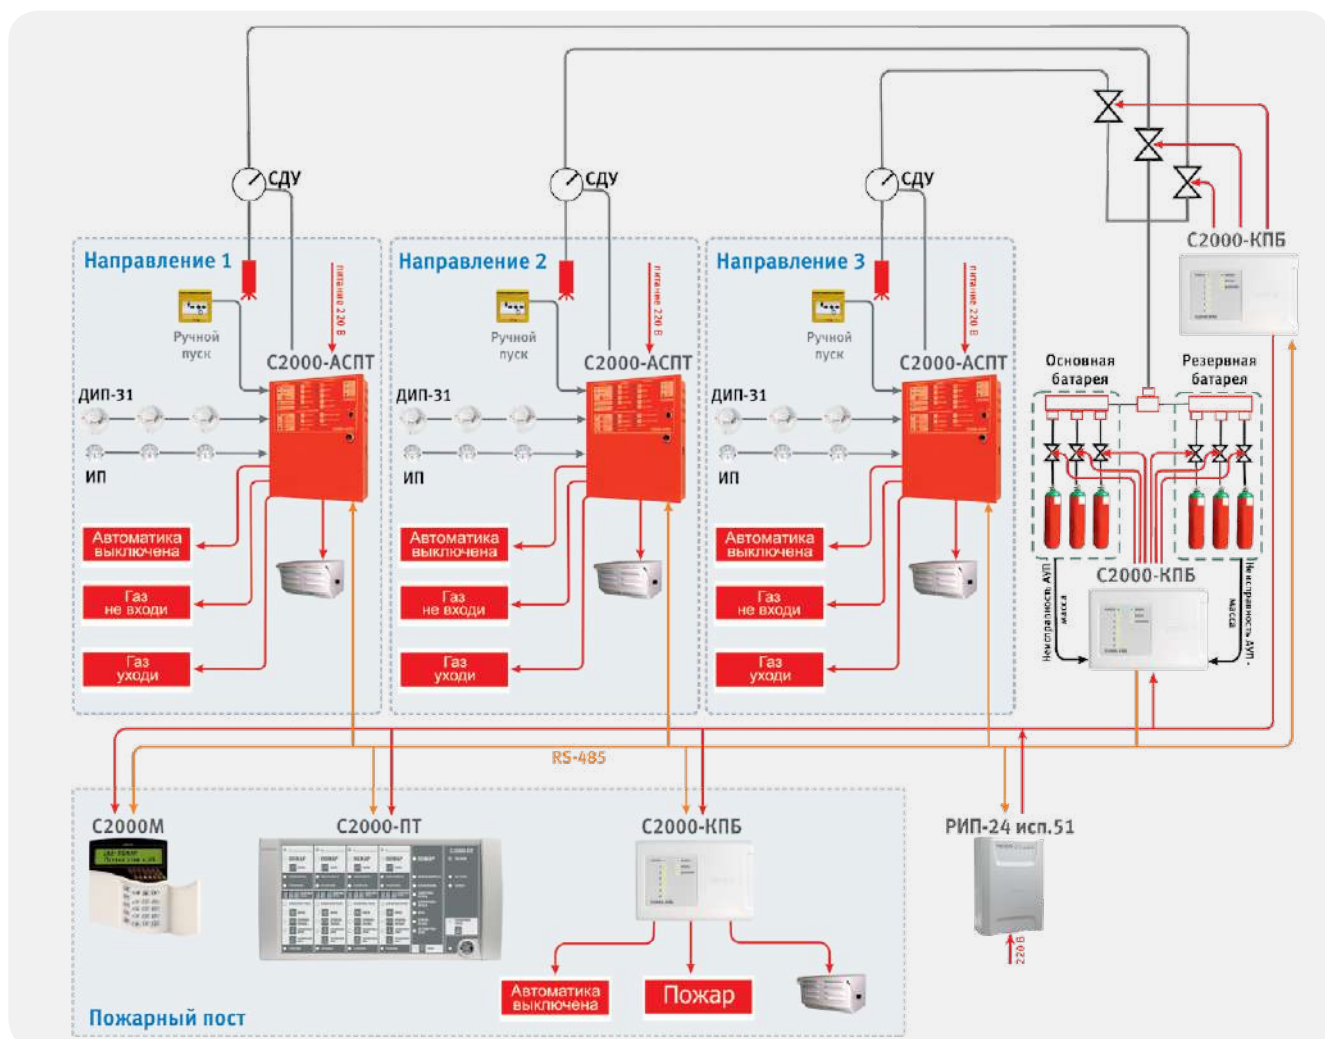 СДУ
СДУ
СДУ
С2000-КПБ
Направление 1
питание 220 В
Ручной
пуск
С2000-АСПТ
ДИП-31
ИП
Автоматика
выключена
Газ
не входи
Газ
уходи
Направление 2
питание 220 В
Ручной
пуск
С2000-АСПТ
ДИП-31
ИП
Автоматика
выключена
Газ
не входи
Газ
уходи
Направление 3
питание 220 В
Ручной
пуск
С2000-АСПТ
ДИП-31
ИП
Автоматика
выключена
Газ
не входи
Газ
уходи
Основная
батарея
Резервная
батарея
С2000-КПБ
Неисправность АУП
масса
Неисправность АУП -
масса
RS-485
С2000М
С2000-ПТ
С2000-КПБ
РИП-24 исп.51
220 В
Автоматика
выключена
Пожар
Пожарный пост